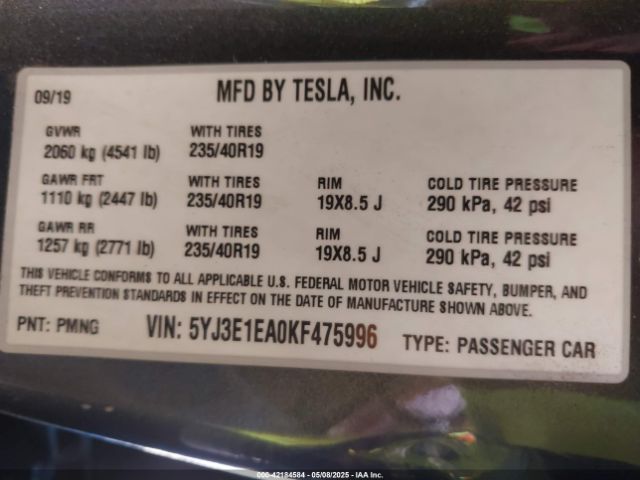 09/19 MFD BY TESLA, INC.
GVWR WITH TIRES
2060 kg (4541 lb) 235/40R19
GAWR FRT WITH TIRES RIM COLD TIRE PRESSURE
1110 kg (2447 lb) 235/40R19 19X8.5 J 290 kPa, 42 psi
GAWR RR WITH TIRES RIM COLD TIRE PRESSURE
1257 kg (2771 lb) 235/40R19 19X8.5 J 290 kPa, 42 psi
THIS VEHICLE CONFORMS TO ALL APPLICABLE U.S. FEDERAL MOTOR VEHICLE SAFETY, BUMPER, AND
THEFT PREVENTION STANDARDS IN EFFECT ON THE DATE OF MANUFACTURE SHOWN ABOVE.
PNT: PMNG VIN: 5YJ3E1EA0KF475996 TYPE: PASSENGER CAR
000-42184584 - 05/08/2025 - IAA Inc.